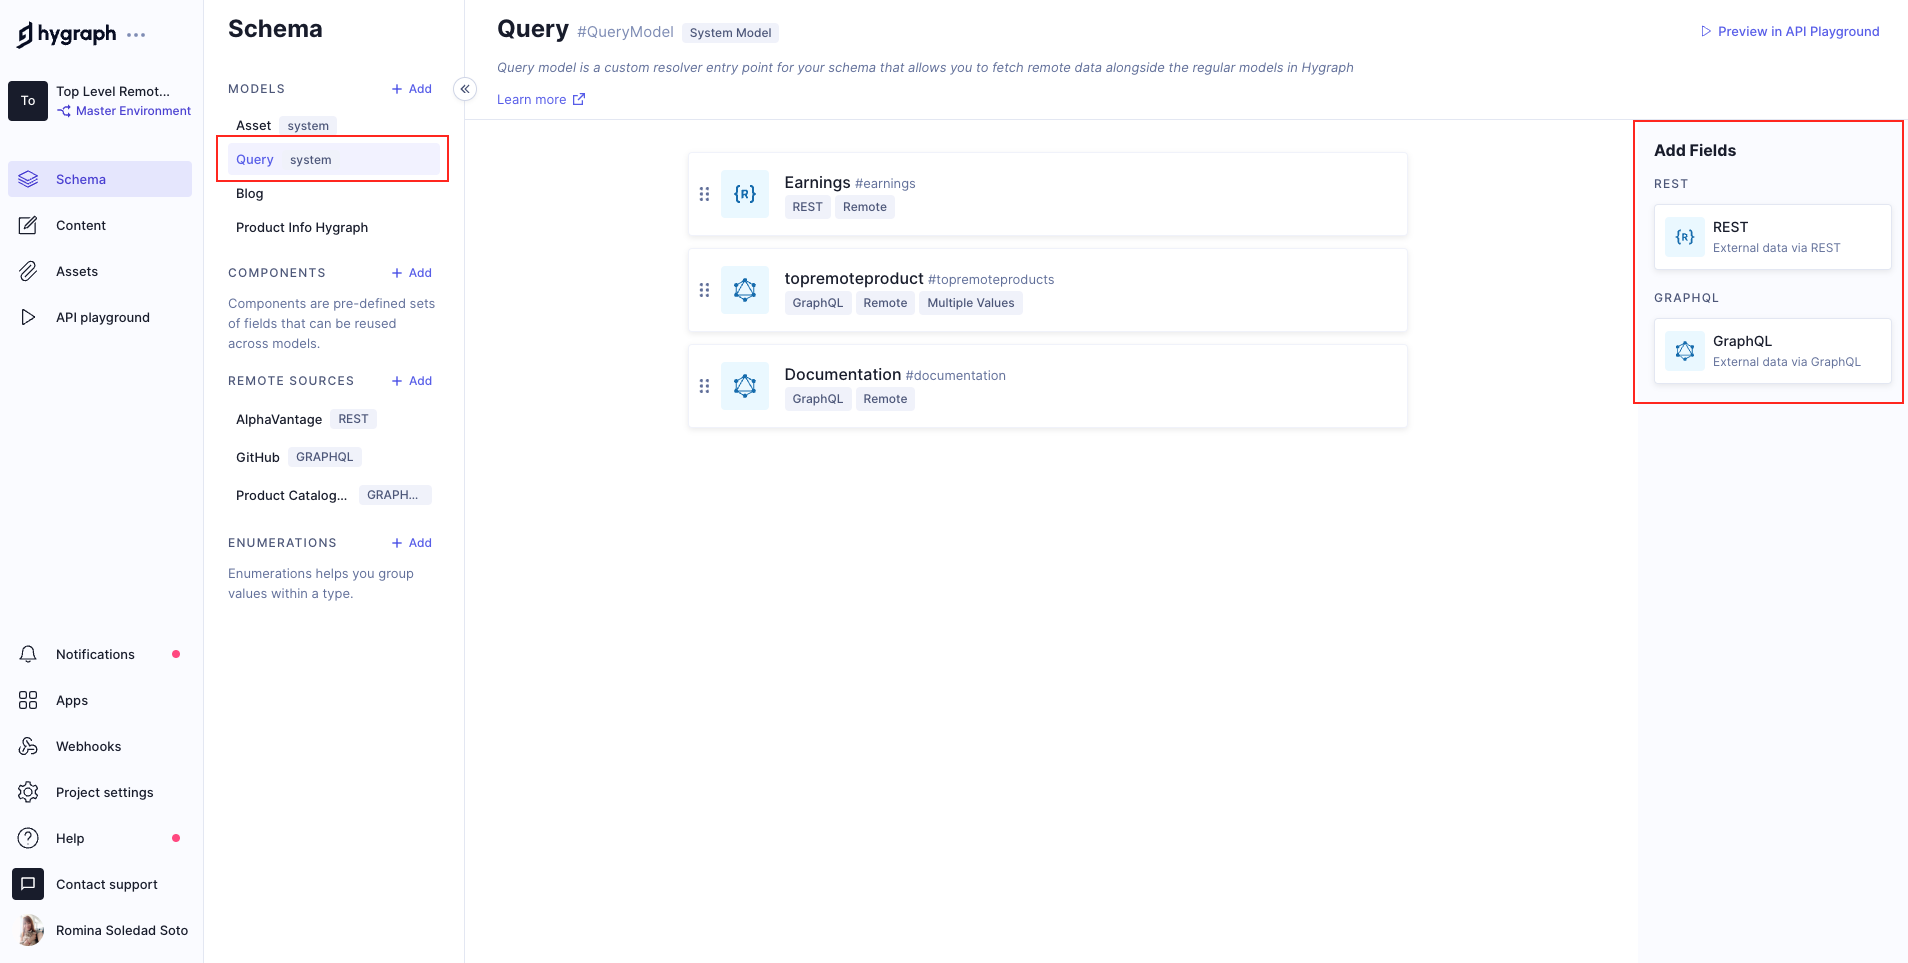 hygraph
To
Top Level Remot...
Master Environment
Schema
Content
Assets
API playground
Notifications
Apps
Webhooks
Project settings
Help
Contact support
Romina Soledad Soto
Schema
MODELS
+ Add
Asset system
Query system
Blog
Product Info Hygraph
COMPONENTS
+ Add
Components are pre-defined sets
of fields that can be reused
across models.
REMOTE SOURCES
+ Add
AlphaVantage REST
GitHub GRAPHQL
Product Catalog... GRAPH...
ENUMERATIONS
+ Add
Enumerations helps you group
values within a type.
Query #QueryModel System Model
Preview in API Playground
Query model is a custom resolver entry point for your schema that allows you to fetch remote data alongside the regular models in Hygraph
Learn more
{R}
Earnings #earnings
REST Remote
topremoteproduct #topremoteproducts
GraphQL Remote Multiple Values
Documentation #documentation
GraphQL Remote
Add Fields
REST
{R}
REST
External data via REST
GRAPHQL
GraphQL
External data via GraphQL